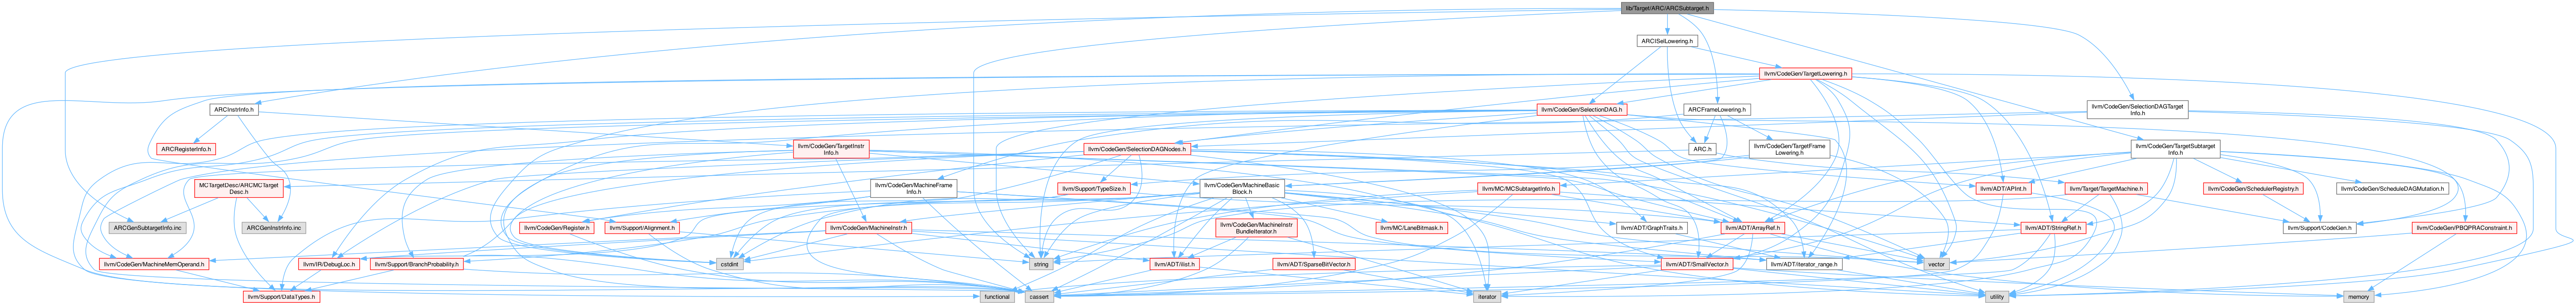 lib/Target/ARC/ARCSubtarget.h
ARCISelLowering.h
llvm/CodeGen/TargetLowering.h
ARCInstrInfo.h
llvm/CodeGen/SelectionDAG.h
ARCFrameLowering.h
llvm/CodeGen/SelectionDAGTarget
Info.h
ARCRegisterInfo.h
llvm/CodeGen/TargetInstr
Info.h
llvm/CodeGen/SelectionDAGNodes.h
ARC.h
llvm/CodeGen/TargetFrame
Lowering.h
llvm/CodeGen/TargetSubtarget
Info.h
MCTargetDesc/ARCMCTarget
Desc.h
llvm/CodeGen/MachineFrame
Info.h
llvm/Support/TypeSize.h
llvm/CodeGen/MachineBasic
Block.h
llvm/MC/MCSubtargetInfo.h
llvm/ADT/APInt.h
llvm/Target/TargetMachine.h
llvm/CodeGen/SchedulerRegistry.h
llvm/CodeGen/ScheduleDAGMutation.h
ARCGenSubtargetInfo.inc
ARCGenInstrInfo.inc
llvm/CodeGen/Register.h
llvm/Support/Alignment.h
llvm/CodeGen/MachineInstr.h
llvm/CodeGen/MachineInstr
BundleIterator.h
llvm/MC/LaneBitmask.h
llvm/ADT/GraphTraits.h
llvm/ADT/ArrayRef.h
llvm/ADT/StringRef.h
llvm/Support/CodeGen.h
llvm/CodeGen/PBQPRAConstraint.h
llvm/CodeGen/MachineMemOperand.h
llvm/IR/DebugLoc.h
llvm/Support/BranchProbability.h
cstdint
string
llvm/ADT/ilist.h
llvm/ADT/SparseBitVector.h
llvm/ADT/SmallVector.h
llvm/ADT/iterator_range.h
vector
llvm/Support/DataTypes.h
functional
cassert
iterator
utility
memory